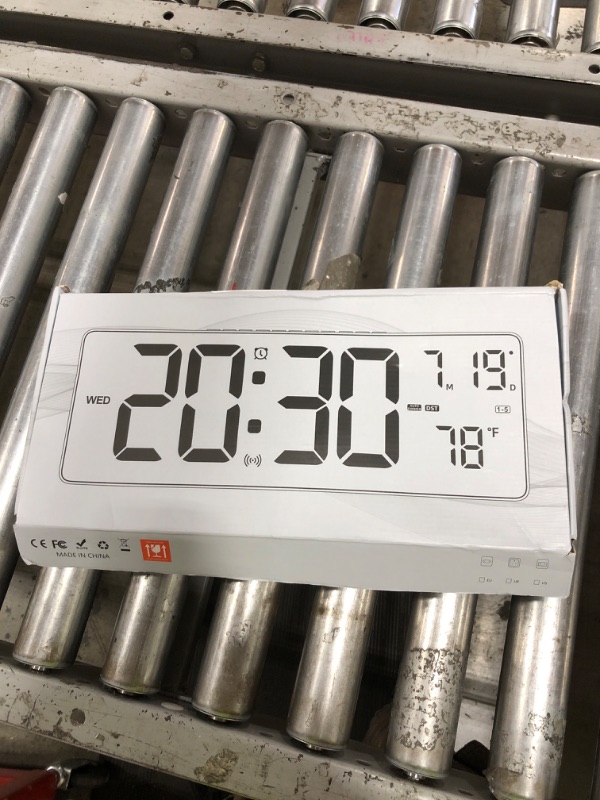 WED 20:30 7 M 19 D
DST 1-5
78 °F
CE FC
MADE IN CHINA